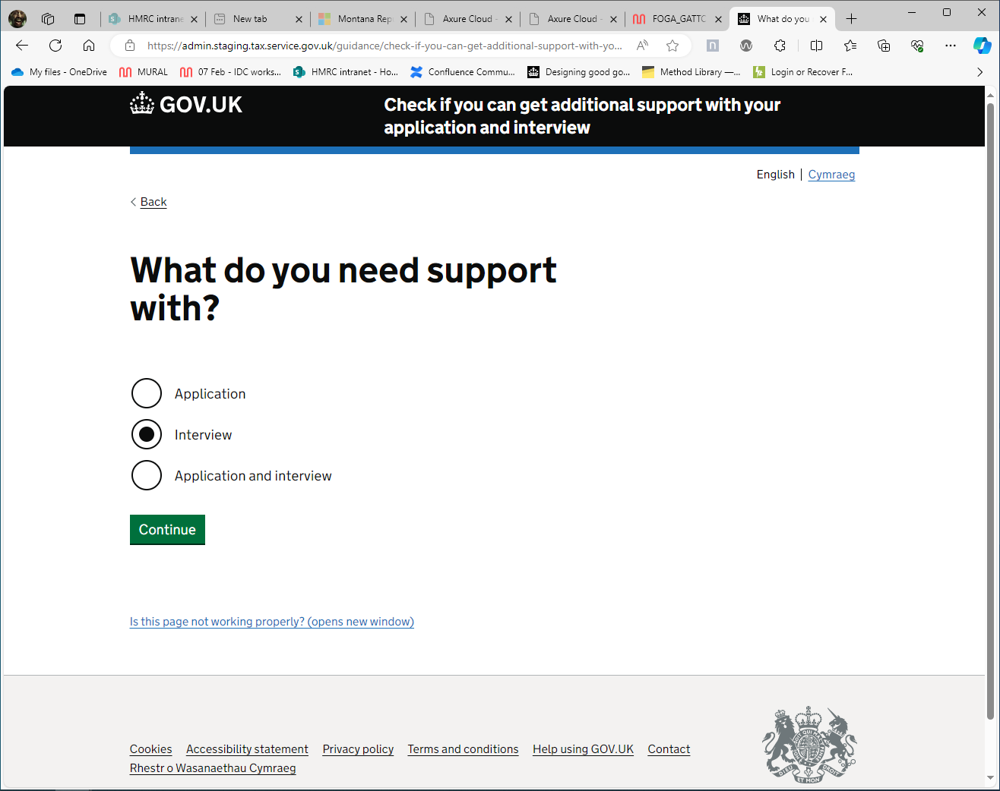 HMRC intrane
New tab
Montana Rep
Axure Cloud -
Axure Cloud -
FOGA_GATTC
What do you
https://admin.staging.tax.service.gov.uk/guidance/check-if-you-can-get-additional-support-with-yo...
My files - OneDrive
MURAL
07 Feb - IDC works...
HMRC intranet - Ho...
Confluence Commu...
Designing good go...
Method Library —...
Login or Recover F...
GOV.UK
Check if you can get additional support with your
application and interview
English
Cymraeg
Back
What do you need support
with?
Application
Interview
Application and interview
Continue
Is this page not working properly? (opens new window)
Cookies
Accessibility statement
Privacy policy
Terms and conditions
Help using GOV.UK
Contact
Rhestr o Wasanaethau Cymraeg
DIEU ET MON DROIT